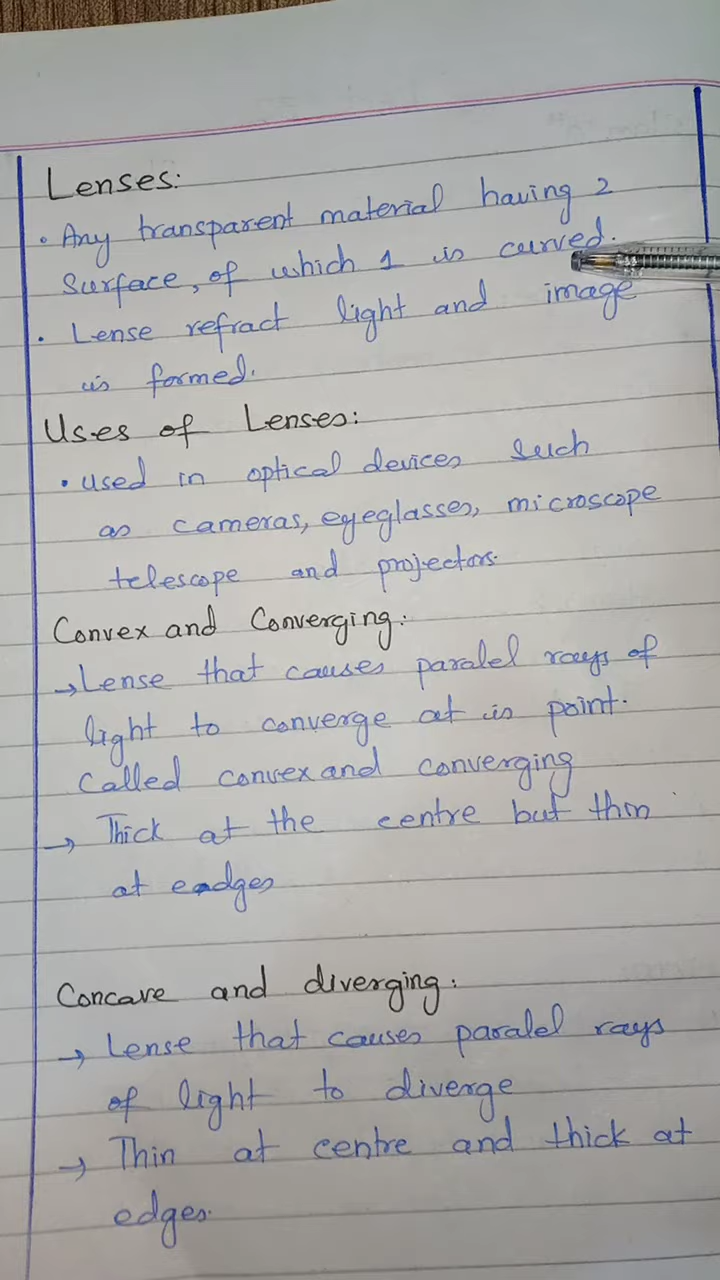 Lenses:
• Any transparent material having 2
surface, of which 1 is curved.
• Lense refract light and image
is formed.
Uses of Lenses:
• used in optical devices such
as cameras, eyeglasses, microscope
telescope and projectors.
Convex and Converging:
→ Lense that causes paralel rays of
light to converge at is point.
Called convex and converging
→ Thick at the centre but thin
at eadges
Concave and diverging:
→ Lense that causes paralel rays
of light to diverge
→ Thin at centre and thick at
edges.